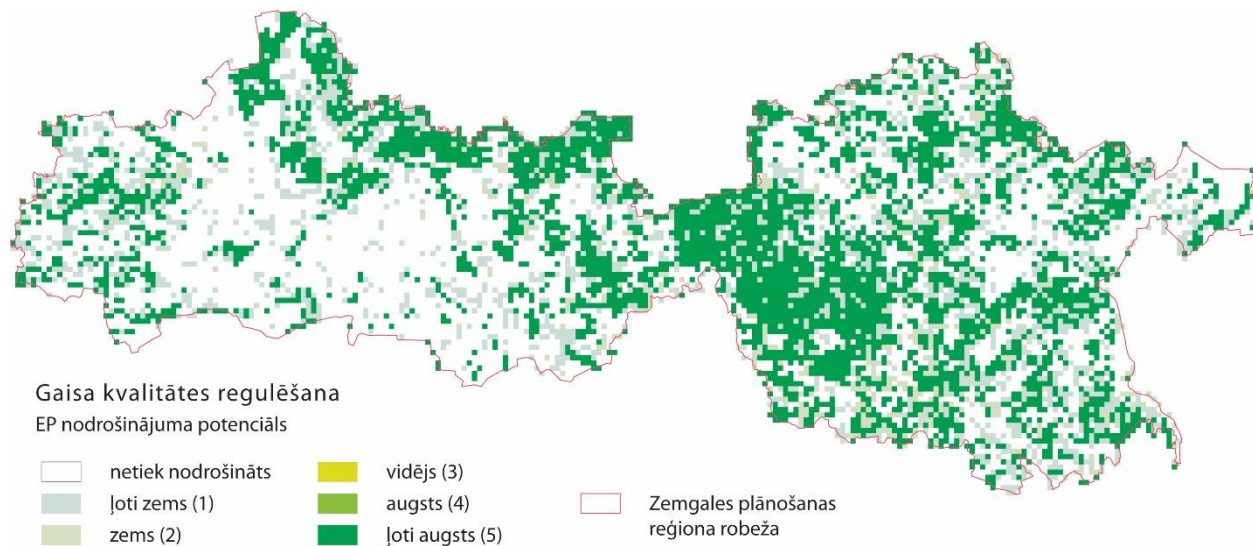 Gaisa kvalitātes regulēšana
EP nodrošinājuma potenciāls
netiek nodrošināts
ļoti zems (1)
zems (2)
vidējs (3)
augsts (4)
ļoti augsts (5)
Zemgales plānošanas
reģiona robeža